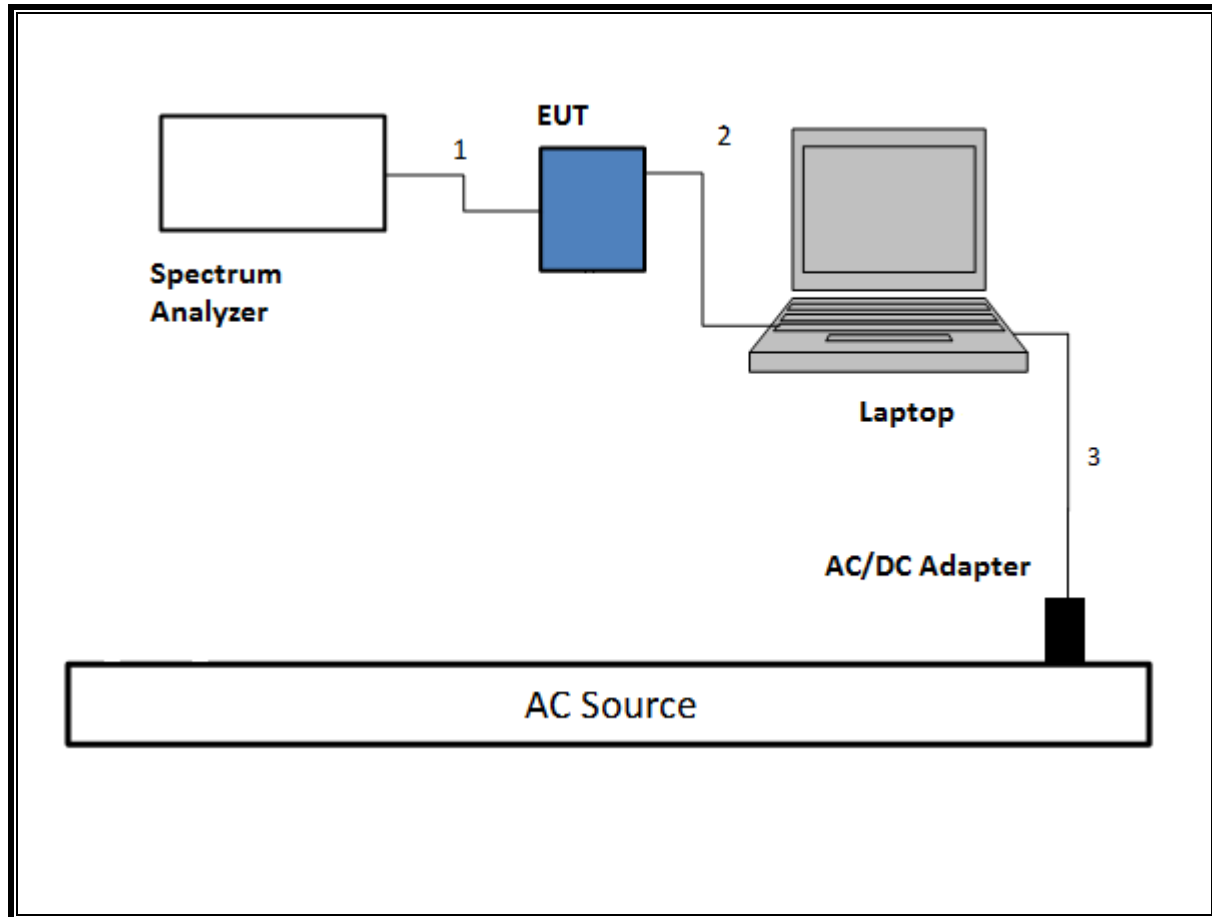 EUT
1
2
Spectrum
Analyzer
Laptop
3
AC/DC Adapter
AC Source